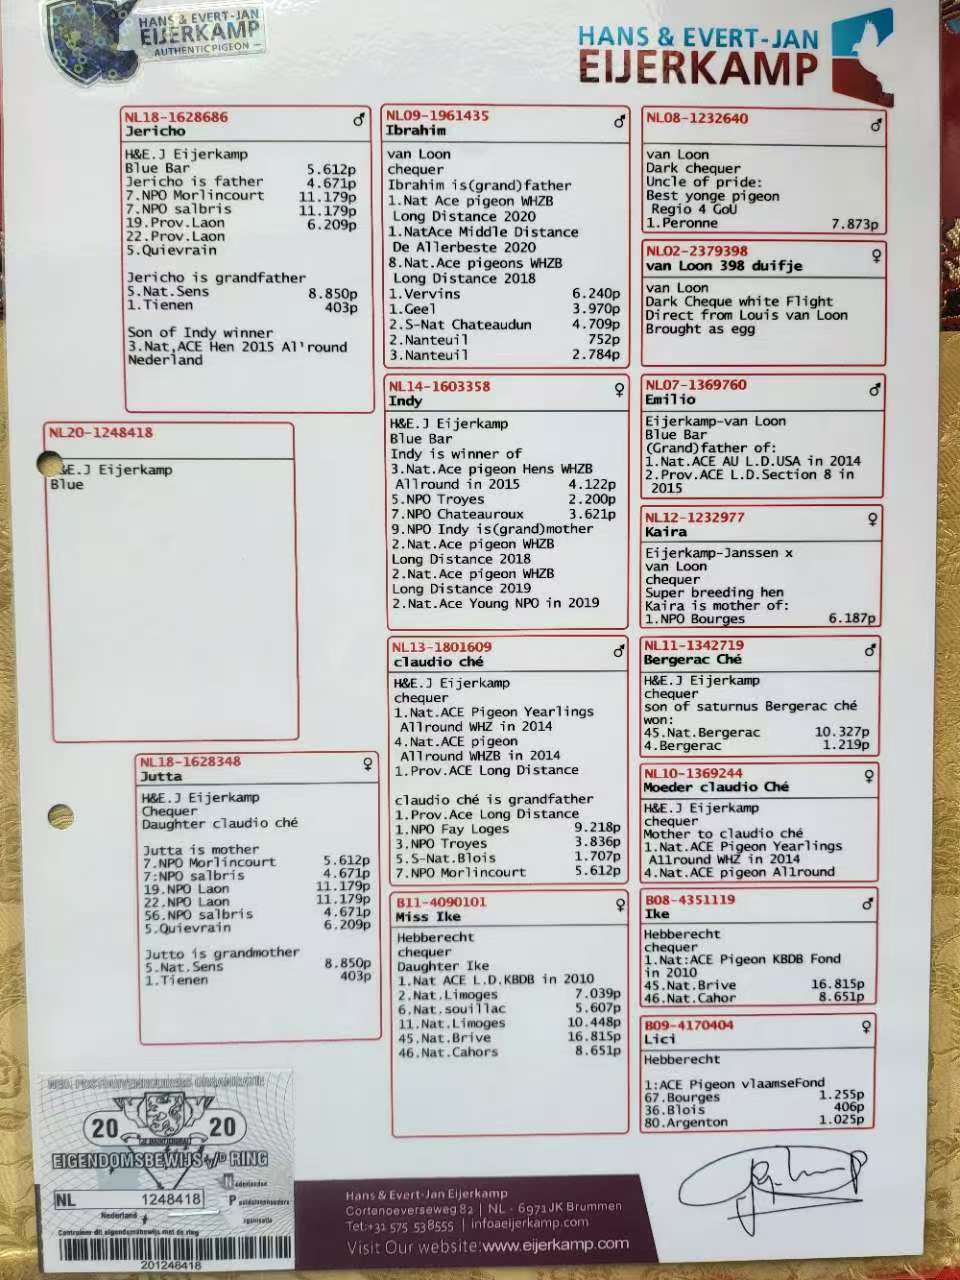 HANS & EVERT-JAN
EIJERKAMP
AUTHENTIC PIGEON
HANS & EVERT-JAN
EIJERKAMP
NL18-1628686 ♂
Jericho
H&E.J Eijerkamp
Blue Bar 5.612p
Jericho is father 4.671p
7.NPO Morlincourt 11.179p
7.NPO salbris 11.179p
19.Prov.Laon 6.209p
22.Prov.Laon
5.Quievrain
Jericho is grandfather
5.Nat.Sens 8.850p
1.Tienen 403p
Son of Indy winner
3.Nat,ACE Hen 2015 All'round
Nederland
NL20-1248418
&E.J Eijerkamp
Blue
NL18-1628348 ♀
Jutta
H&E.J Eijerkamp
Chequer
Daughter claudio ché
Jutta is mother
7.NPO Morlincourt 5.612p
7:NPO salbris 4.671p
19.NPO Laon 11.179p
22.NPO Laon 11.179p
56.NPO salbris 4.671p
5.Quievrain 6.209p
Jutto is grandmother
5.Nat.Sens 8.850p
1.Tienen 403p
NL09-1961435 ♂
Ibrahim
van Loon
chequer
Ibrahim is(grand)father
1.Nat Ace pigeon WHZB
Long Distance 2020
1.NatAce Middle Distance
De Allerbeste 2020
8.Nat.Ace pigeons WHZB
Long Distance 2018
1.Vervins 6.240p
1.Geel 3.970p
2.S-Nat Chateaudun 4.709p
2.Nanteuil 752p
3.Nanteuil 2.784p
NL14-1603358 ♀
Indy
H&E.J Eijerkamp
Blue Bar
Indy is winner of
3.Nat.Ace pigeon Hens WHZB
Allround in 2015 4.122p
5.NPO Troyes 2.200p
7.NPO Chateauroux 3.621p
9.NPO Indy is(grand)mother
2.Nat.Ace pigeon WHZB
Long Distance 2018
2.Nat.Ace pigeon WHZB
Long Distance 2019
2.Nat.Ace Young NPO in 2019
NL13-1801609 ♂
claudio ché
H&E.J Eijerkamp
chequer
1.Nat.ACE Pigeon Yearlings
Allround WHZ in 2014
4.Nat.ACE pigeon
Allround WHZB in 2014
1.Prov.ACE Long Distance
claudio ché is grandfather
1.Prov.Ace Long Distance
1.NPO Fay Loges 9.218p
3.NPO Troyes 3.836p
5.S-Nat.Blois 1.707p
7.NPO Morlincourt 5.612p
B11-4090101 ♀
Miss Ike
Hebberecht
chequer
Daughter Ike
1.Nat ACE L.D.KBDB in 2010
2.Nat.Limoges 7.039p
6.Nat.souillac 5.607p
11.Nat.Limoges 10.448p
45.Nat.Brive 16.815p
46.Nat.Cahors 8.651p
NL08-1232640 ♂
van Loon
Dark chequer
Uncle of pride:
Best yonge pigeon
Regio 4 GoU
1.Peronne 7.873p
NL02-2379398 ♀
van Loon 398 duifje
van Loon
Dark Cheque white Flight
Direct from Louis van Loon
Brought as egg
NL07-1369760 ♂
Emilio
Eijerkamp-van Loon
Blue Bar
(Grand)father of:
1.Nat.ACE AU L.D.USA in 2014
2.Prov.ACE L.D.Section 8 in
2015
NL12-1232977 ♀
Kaira
Eijerkamp-Janssen x
van Loon
chequer
Super breeding hen
Kaira is mother of:
1.NPO Bourges 6.187p
NL11-1342719 ♂
Bergerac Ché
H&E.J Eijerkamp
chequer
son of saturnus Bergerac ché
won:
45.Nat.Bergerac 10.327p
4.Bergerac 1.219p
NL10-1369244 ♀
Moeder claudio Ché
H&E.J Eijerkamp
chequer
Mother to claudio ché
1.Nat.ACE Pigeon Yearlings
Allround WHZ in 2014
4.Nat.ACE pigeon Allround
B08-4351119 ♂
Ike
Hebberecht
chequer
1.Nat:ACE Pigeon KBDB Fond
in 2010
45.Nat.Brive 16.815p
46.Nat.Cahor 8.651p
B09-4170404 ♀
Lici
Hebberecht
1:ACE Pigeon vlaamseFond
67.Bourges 1.255p
36.Blois 406p
80.Argenton 1.025p
NED. POSTDUIVENHOUDERS ORGANISATIE
20 20
EIGENDOMSBEWIJS v/d RING
NL 1248418
Nederland
Nederlandse
Postduivenhouders
Organisatie
Controleer dit eigendomsbewijs met de ring
201248418
Hans & Evert-Jan Eijerkamp
Cortenoeverseweg 82 | NL - 6971 JK Brummen
Tel:+31 575 538555 | info@eijerkamp.com
Visit Our website:www.eijerkamp.com